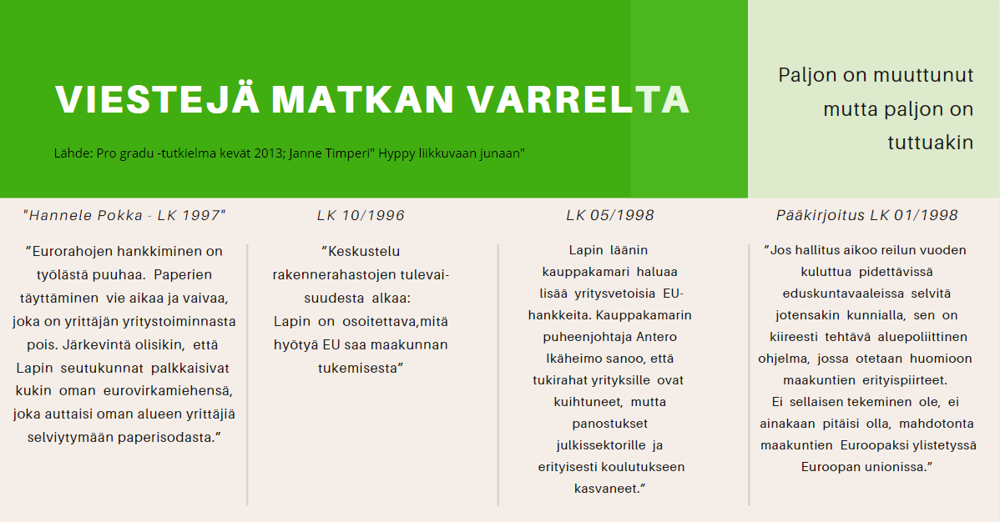 VIESTEJÄ MATKAN VARRELTA
Lähde: Pro gradu -tutkielma kevät 2013; Janne Timperi" Hyppy liikkuvaan junaan"
Paljon on muuttunut
mutta paljon on
tuttuakin
"Hannele Pokka - LK 1997"
”Eurorahojen hankkiminen on
työlästä puuhaa. Paperien
täyttäminen vie aikaa ja vaivaa,
joka on yrittäjän yritystoiminnasta
pois. Järkevintä olisikin, että
Lapin seutukunnat palkkaisivat
kukin oman eurovirkamiehensä,
joka auttaisi oman alueen yrittäjiä
selviytymään paperisodasta.”
LK 10/1996
”Keskustelu
rakennerahastojen tulevai-
suudesta alkaa:
Lapin on osoitettava,mitä
hyötyä EU saa maakunnan
tukemisesta”
LK 05/1998
Lapin läänin
kauppakamari haluaa
lisää yritysvetoisia EU-
hankkeita. Kauppakamarin
puheenjohtaja Antero
Ikäheimo sanoo, että
tukirahat yrityksille ovat
kuihtuneet, mutta
panostukset
julkissektorille ja
erityisesti koulutukseen
kasvaneet.”
Pääkirjoitus LK 01/1998
”Jos hallitus aikoo reilun vuoden
kuluttua pidettävissä
eduskuntavaaleissa selvitä
jotensakin kunnialla, sen on
kiireesti tehtävä aluepoliittinen
ohjelma, jossa otetaan huomioon
maakuntien erityispiirteet.
Ei sellaisen tekeminen ole, ei
ainakaan pitäisi olla, mahdotonta
maakuntien Euroopaksi ylistetyssä
Euroopan unionissa.”